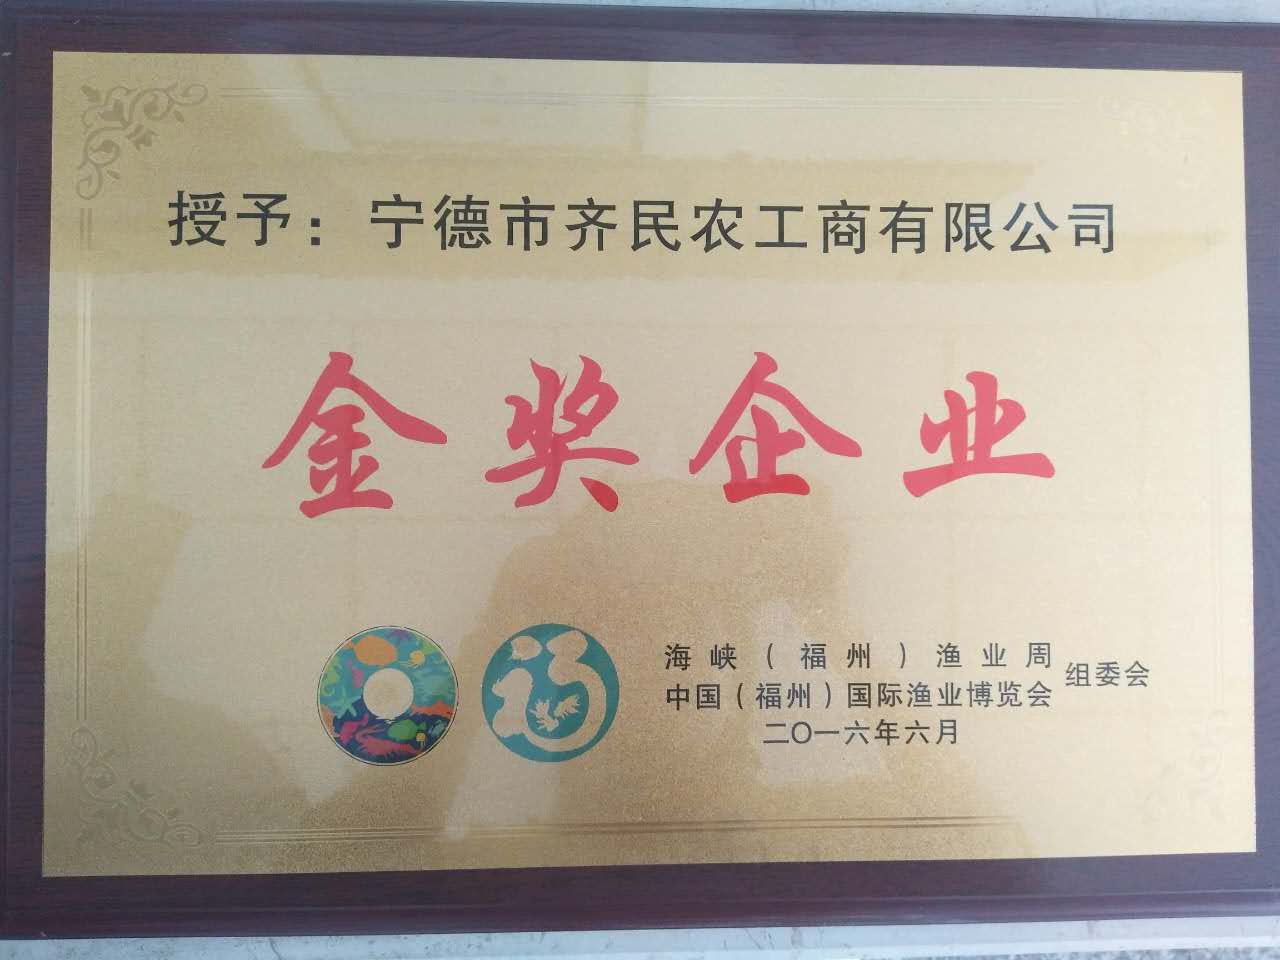 授予：宁德市齐民农工商有限公司
金奖企业
福
海峡（福州）渔业周
中国（福州）国际渔业博览会
组委会
二〇一六年六月